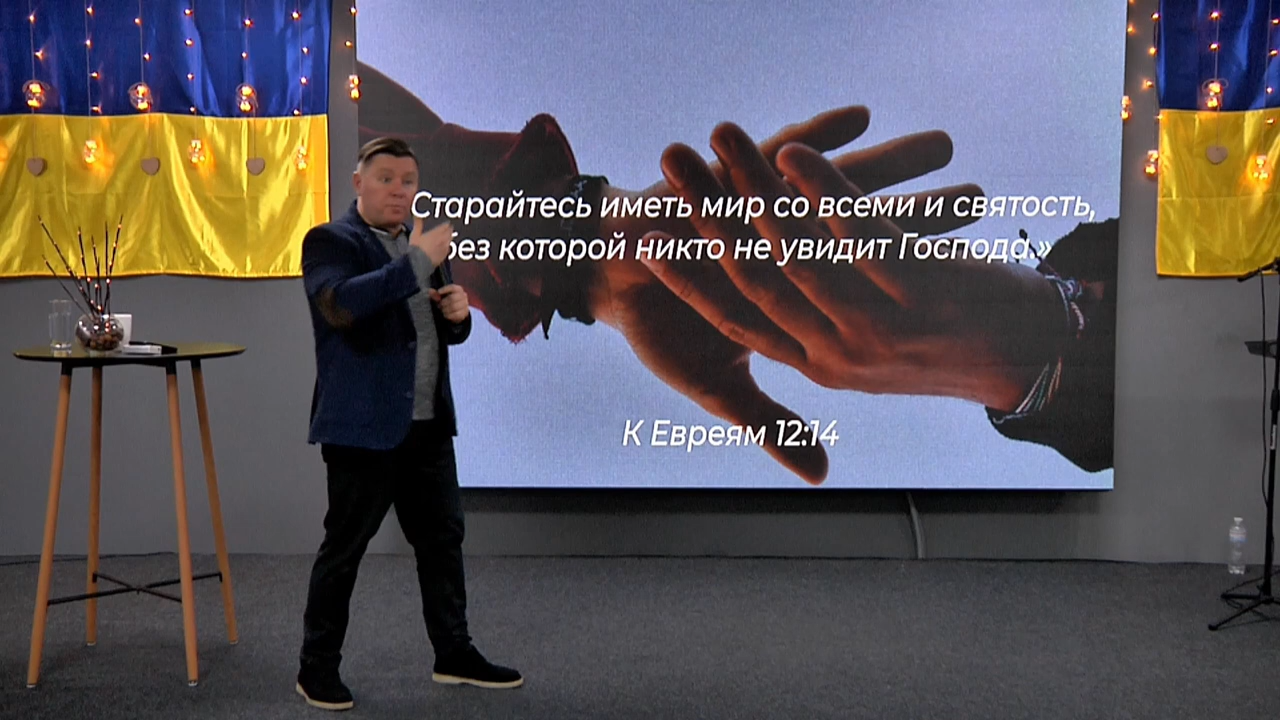 Старайтесь иметь мир со всеми и святость,
без которой никто не увидит Господа.»
К Евреям 12:14